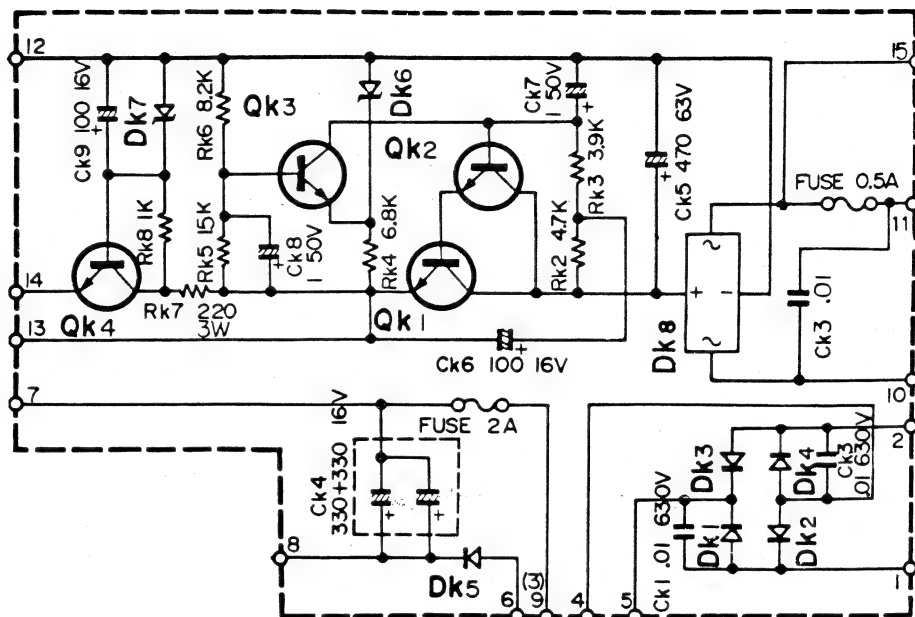 12
Ck9 100 16V
+
Dk7
Rk6 8.2K
Qk3
Dk6
Ck7
50V
1
+
15
Qk2
Rk3 3.9K
Ck5 470 63V
+
FUSE 0.5A
11
Rk8 1K
Rk5 15K
Ck8
50V
1
+
Rk4 6.8K
Rk2 4.7K
14
Qk4
Rk7
220
3W
Qk1
+
-
~
~
Dk8
Ck3 .01
13
Ck6 100 16V
+
10
7
16V
FUSE 2A
2
Ck4
330+330
+
+
Dk3
Dk4
Ck3
.01 630V
8
Dk5
Ck1 .01 630V
Dk1
Dk2
1
6
(3)
9
4
5